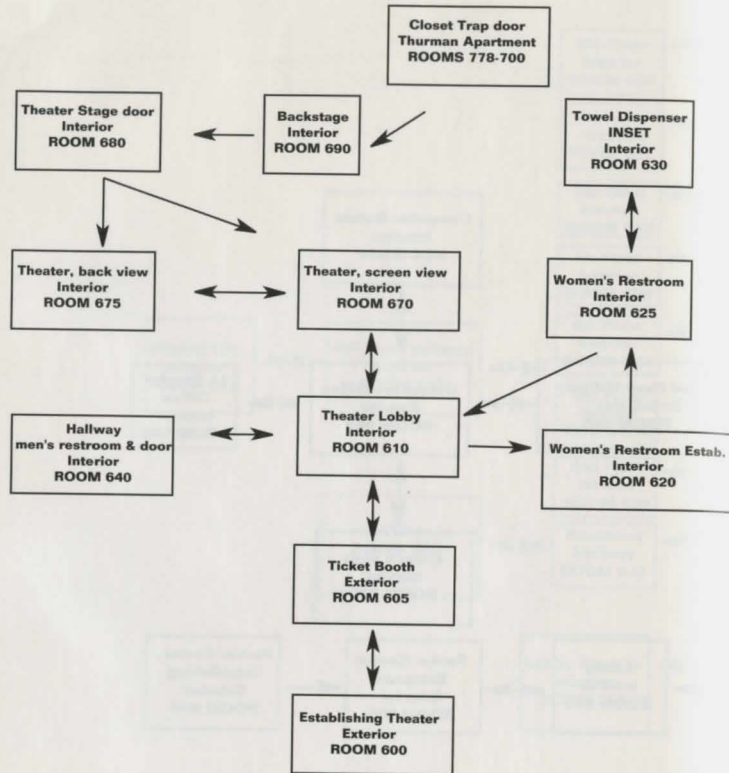 Closet Trap door
Thurman Apartment
ROOMS 778-700
Theater Stage door
Interior
ROOM 680
Backstage
Interior
ROOM 690
Towel Dispenser
INSET
Interior
ROOM 630
Theater, back view
Interior
ROOM 675
Theater, screen view
Interior
ROOM 670
Women's Restroom
Interior
ROOM 625
Hallway
men's restroom & door
Interior
ROOM 640
Theater Lobby
Interior
ROOM 610
Women's Restroom Estab.
Interior
ROOM 620
Ticket Booth
Exterior
ROOM 605
Establishing Theater
Exterior
ROOM 600